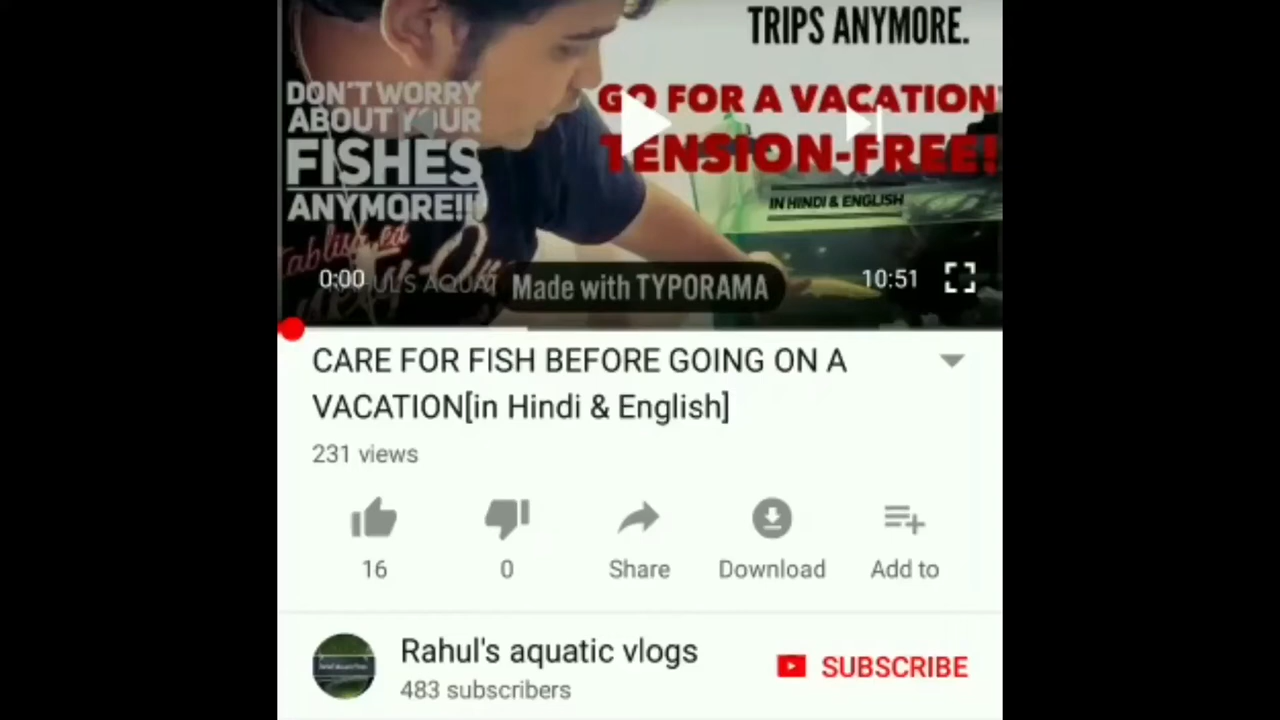 TRIPS ANYMORE.
DON'T WORRY
ABOUT YOUR
FISHES
ANYMORE!!!
GO FOR A VACATION
TENSION-FREE!
IN HINDI & ENGLISH
0:00
Made with TYPORAMA
10:51
CARE FOR FISH BEFORE GOING ON A
VACATION[in Hindi & English]
231 views
16
0
Share
Download
Add to
Rahul's aquatic vlogs
483 subscribers
SUBSCRIBE